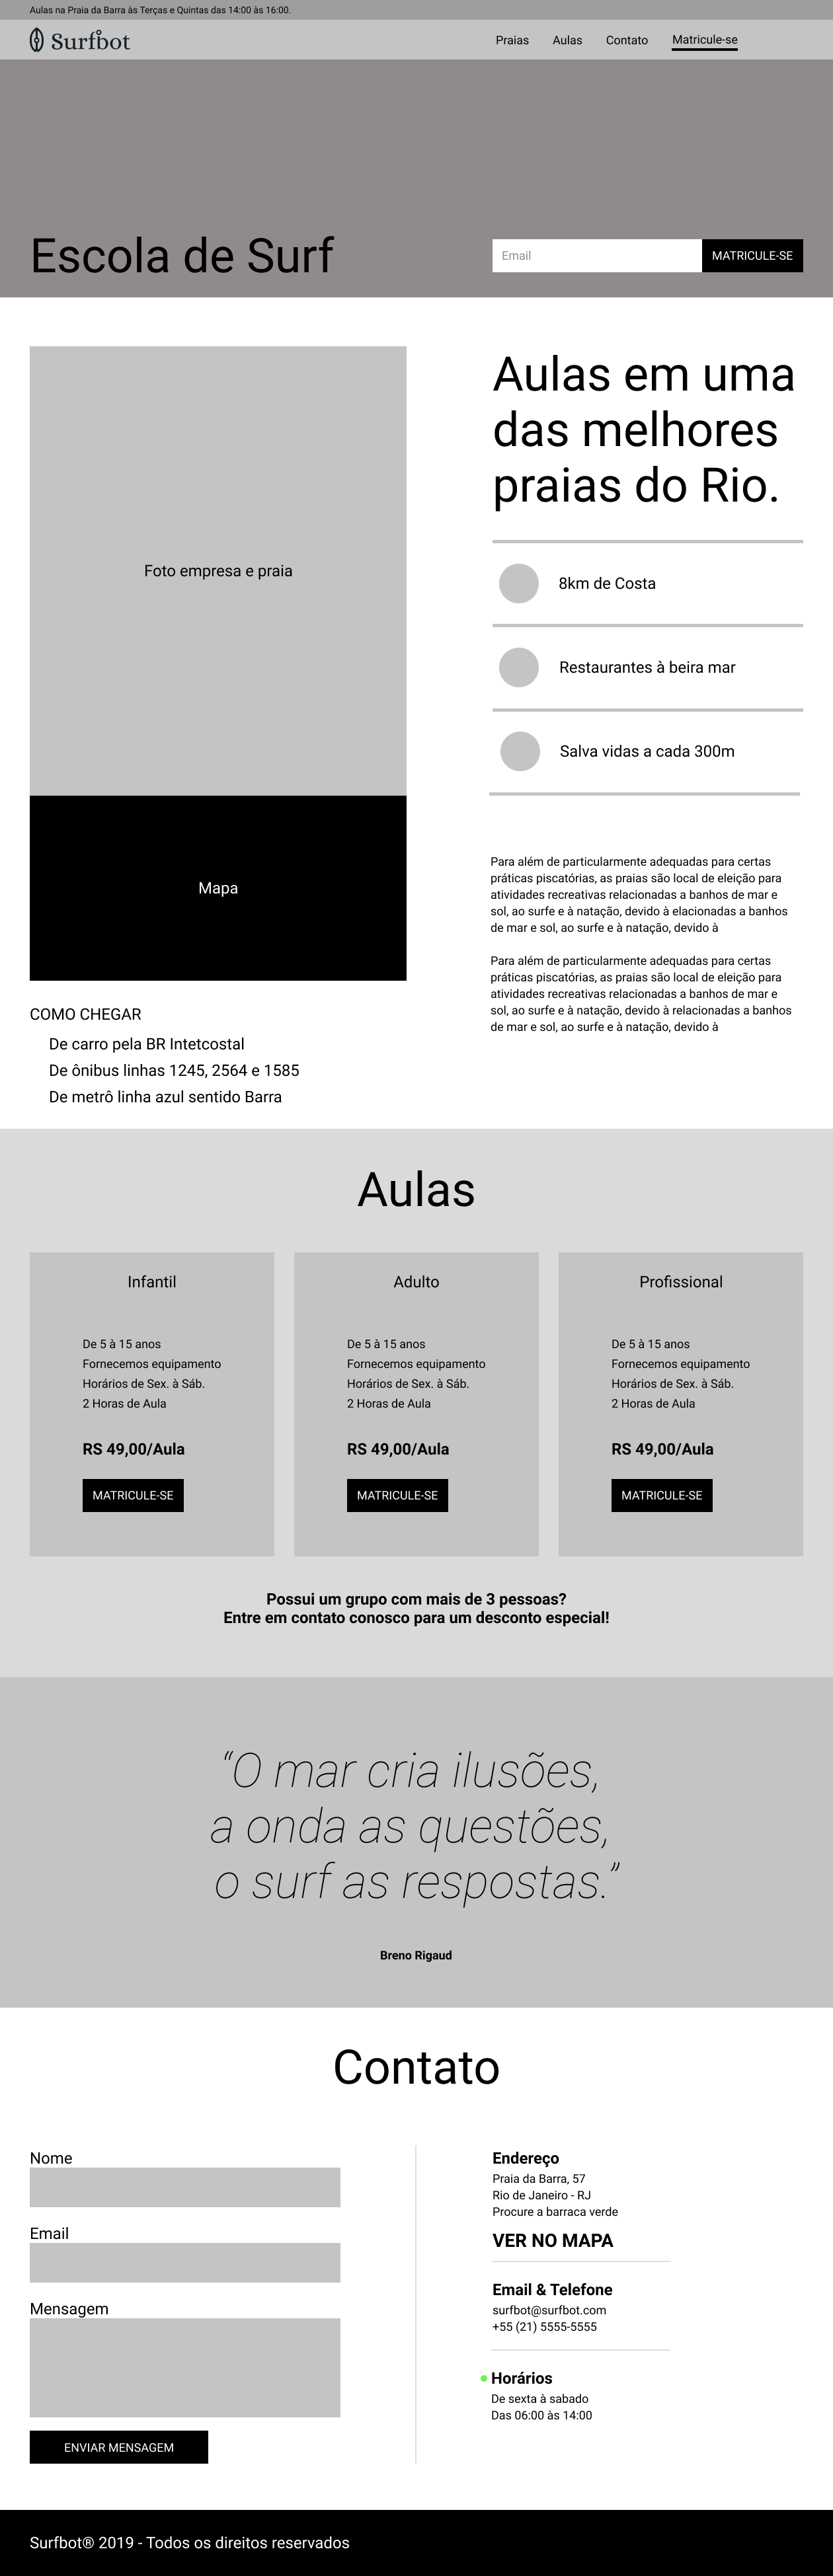 Aulas na Praia da Barra às Terças e Quintas das 14:00 às 16:00.
Surfbot
Praias
Aulas
Contato
Matricule-se
Escola de Surf
Email
MATRICULE-SE
Foto empresa e praia
Mapa
COMO CHEGAR
De carro pela BR Intetcostal
De ônibus linhas 1245, 2564 e 1585
De metrô linha azul sentido Barra
Aulas em uma
das melhores
praias do Rio.
8km de Costa
Restaurantes à beira mar
Salva vidas a cada 300m
Para além de particularmente adequadas para certas
práticas piscatórias, as praias são local de eleição para
atividades recreativas relacionadas a banhos de mar e
sol, ao surfe e à natação, devido à elacionadas a banhos
de mar e sol, ao surfe e à natação, devido à
Para além de particularmente adequadas para certas
práticas piscatórias, as praias são local de eleição para
atividades recreativas relacionadas a banhos de mar e
sol, ao surfe e à natação, devido à relacionadas a banhos
de mar e sol, ao surfe e à natação, devido à
Aulas
Infantil
De 5 à 15 anos
Fornecemos equipamento
Horários de Sex. à Sáb.
2 Horas de Aula
RS 49,00/Aula
MATRICULE-SE
Adulto
De 5 à 15 anos
Fornecemos equipamento
Horários de Sex. à Sáb.
2 Horas de Aula
RS 49,00/Aula
MATRICULE-SE
Profissional
De 5 à 15 anos
Fornecemos equipamento
Horários de Sex. à Sáb.
2 Horas de Aula
RS 49,00/Aula
MATRICULE-SE
Possui um grupo com mais de 3 pessoas?
Entre em contato conosco para um desconto especial!
“O mar cria ilusões,
a onda as questões,
o surf as respostas.”
Breno Rigaud
Contato
Nome
Email
Mensagem
ENVIAR MENSAGEM
Endereço
Praia da Barra, 57
Rio de Janeiro - RJ
Procure a barraca verde
VER NO MAPA
Email & Telefone
surfbot@surfbot.com
+55 (21) 5555-5555
Horários
De sexta à sabado
Das 06:00 às 14:00
Surfbot® 2019 - Todos os direitos reservados